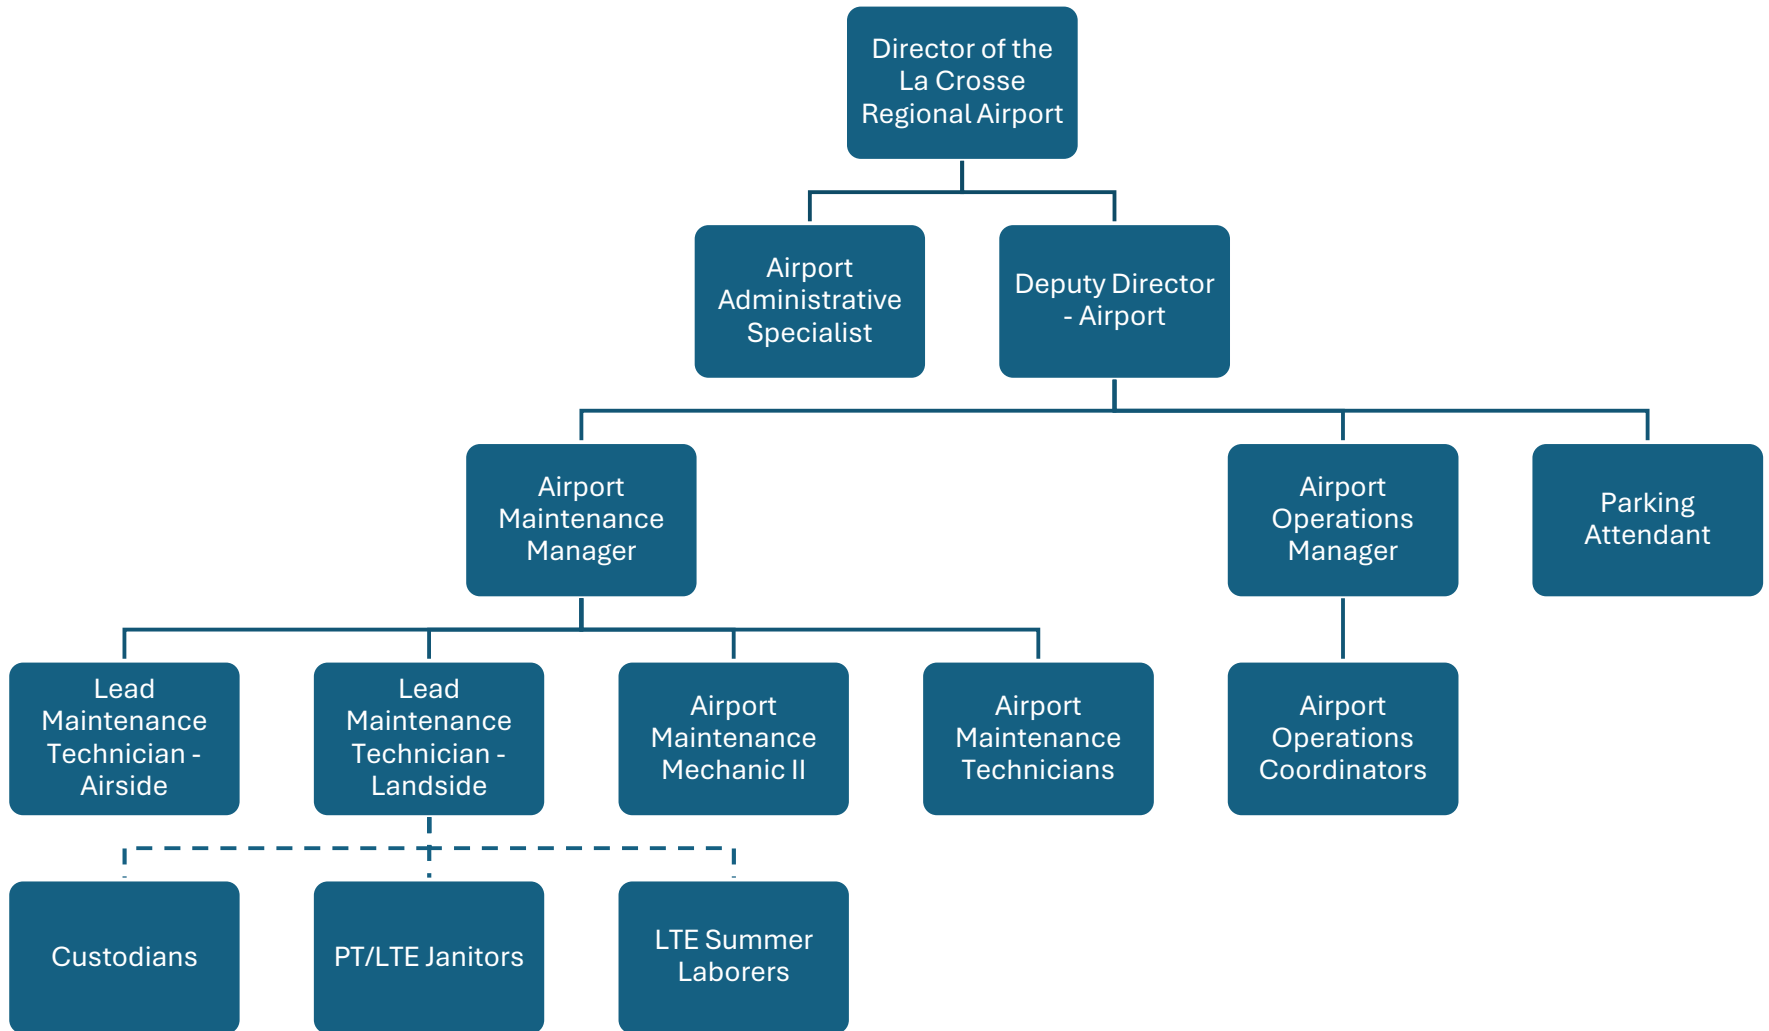 Director of the
La Crosse
Regional Airport
Airport
Administrative
Specialist
Deputy Director
- Airport
Airport
Maintenance
Manager
Airport
Operations
Manager
Parking
Attendant
Lead
Maintenance
Technician -
Airside
Lead
Maintenance
Technician -
Landside
Airport
Maintenance
Mechanic II
Airport
Maintenance
Technicians
Airport
Operations
Coordinators
Custodians
PT/LTE Janitors
LTE Summer
Laborers